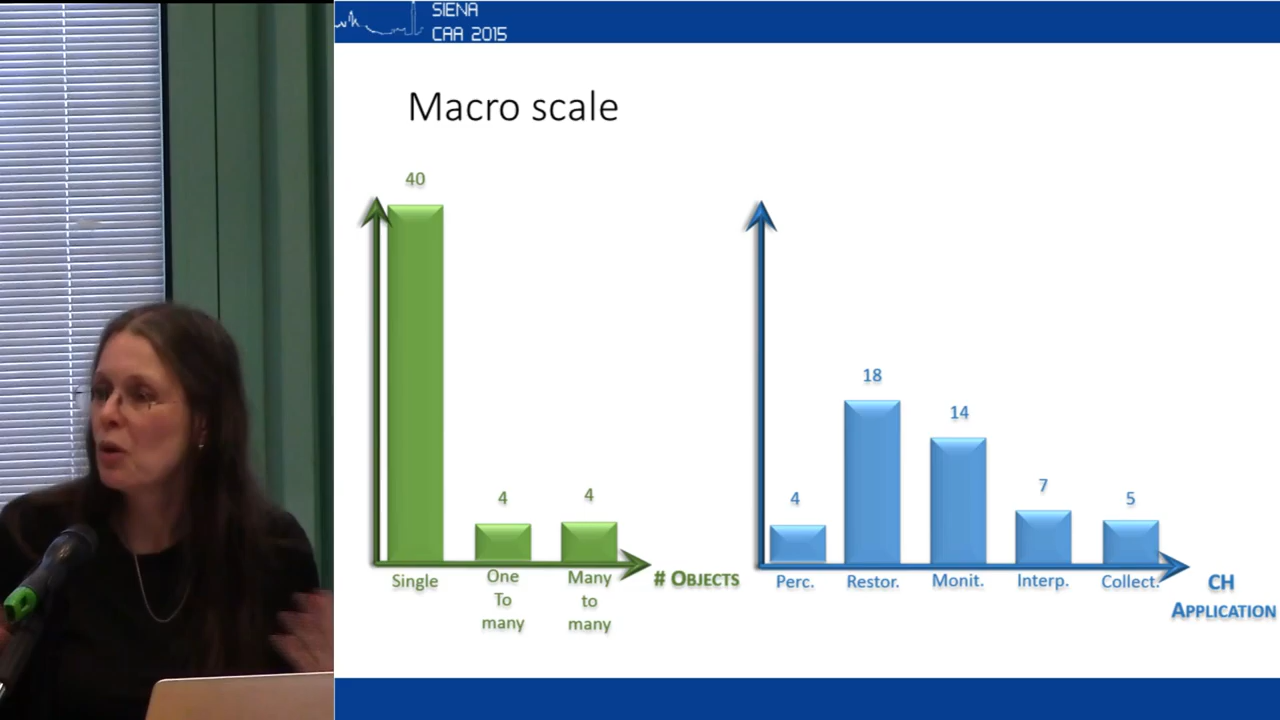 SIENA
CAA 2015
Macro scale
40
4
4
Single
One
To
many
Many
to
many
# OBJECTS
4
18
14
7
5
Perc.
Restor.
Monit.
Interp.
Collect.
CH
APPLICATION